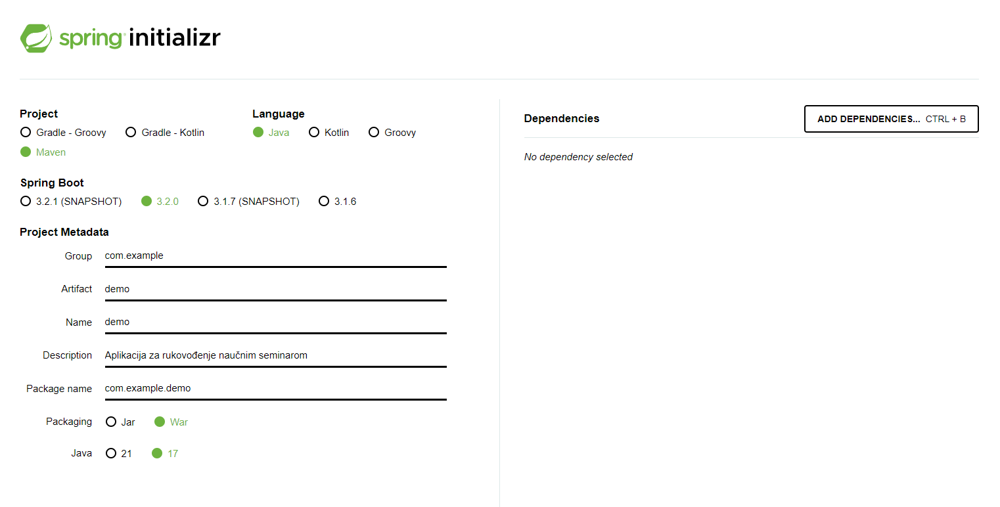 spring initializr
Project
Gradle - Groovy Gradle - Kotlin
Maven
Language
Java Kotlin Groovy
Spring Boot
3.2.1 (SNAPSHOT) 3.2.0 3.1.7 (SNAPSHOT) 3.1.6
Project Metadata
Group com.example
Artifact demo
Name demo
Description Aplikacija za rukovođenje naučnim seminarom
Package name com.example.demo
Packaging Jar War
Java 21 17
Dependencies
ADD DEPENDENCIES... CTRL + B
No dependency selected